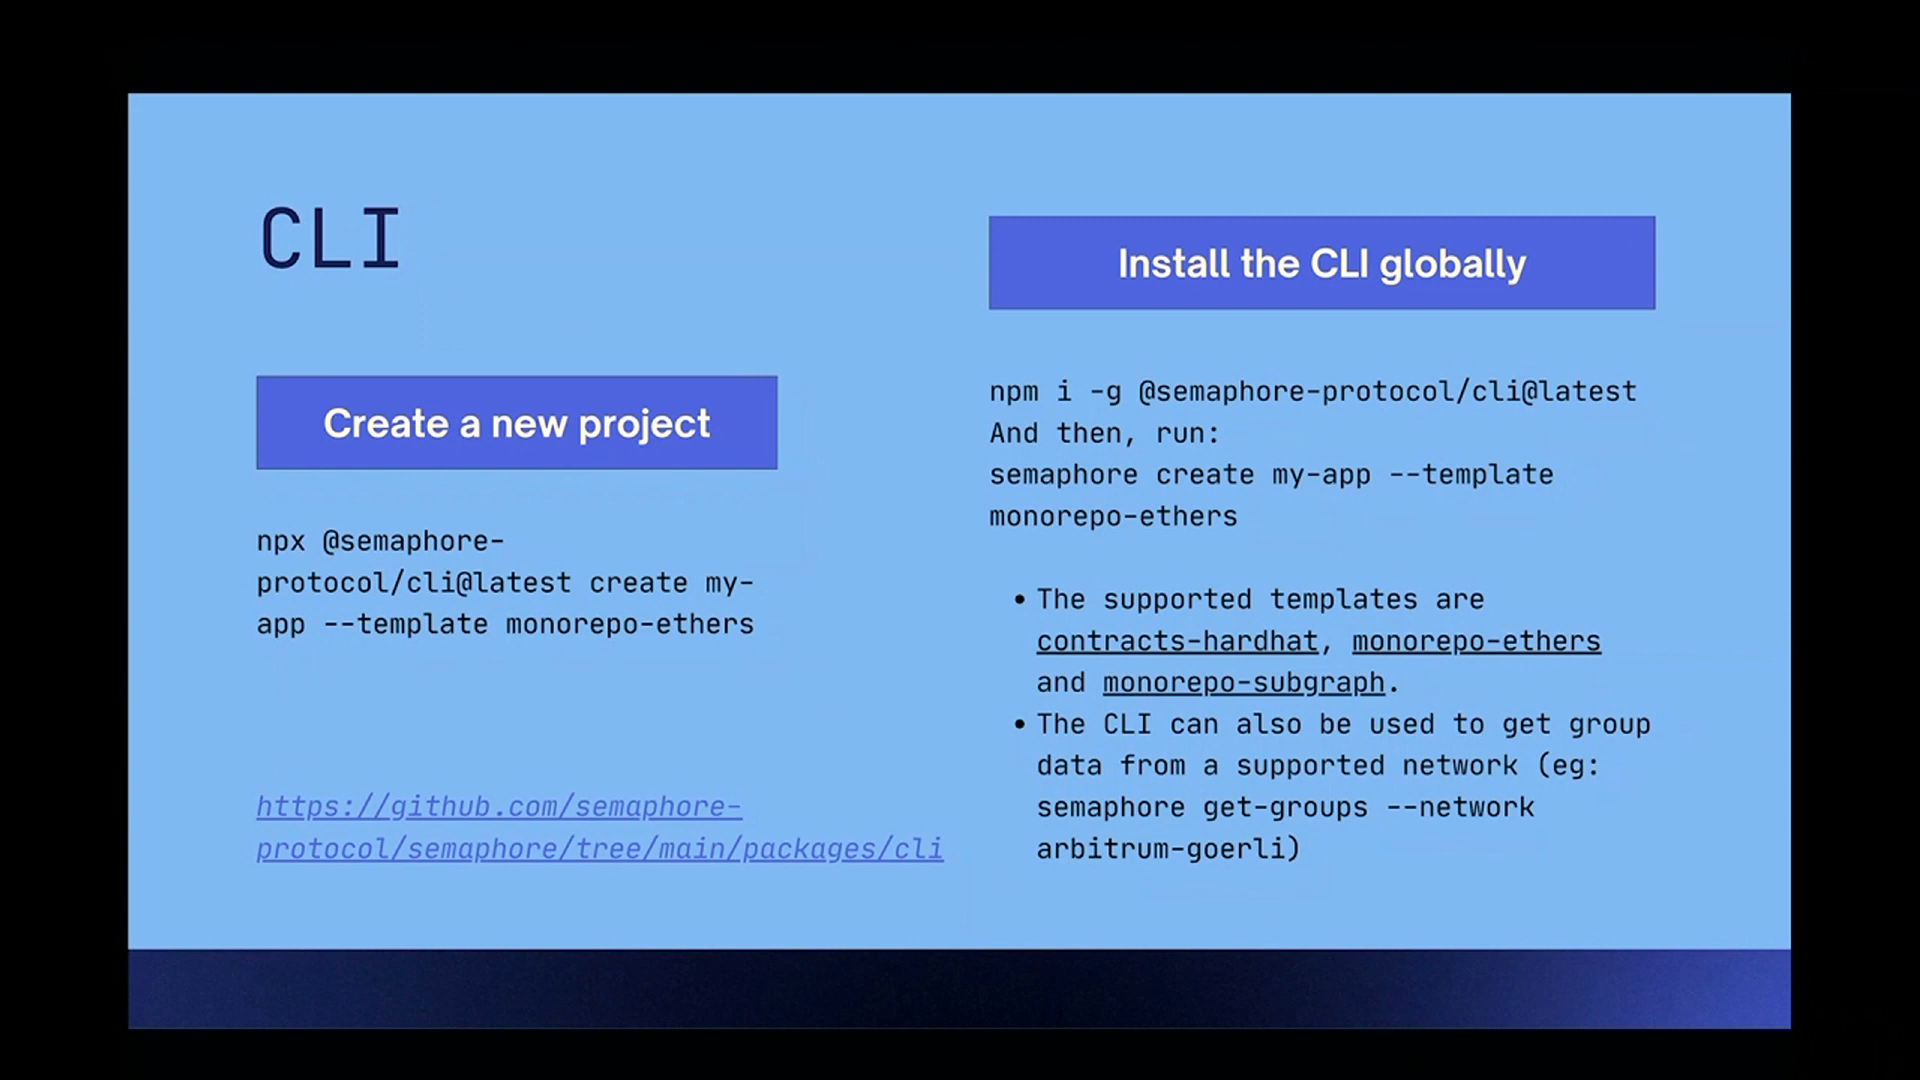 CLI
Create a new project
npx @semaphore-
protocol/cli@latest create my-
app --template monorepo-ethers
https://github.com/semaphore-
protocol/semaphore/tree/main/packages/cli
Install the CLI globally
npm i -g @semaphore-protocol/cli@latest
And then, run:
semaphore create my-app --template
monorepo-ethers
• The supported templates are
contracts-hardhat, monorepo-ethers
and monorepo-subgraph.
• The CLI can also be used to get group
data from a supported network (eg:
semaphore get-groups --network
arbitrum-goerli)